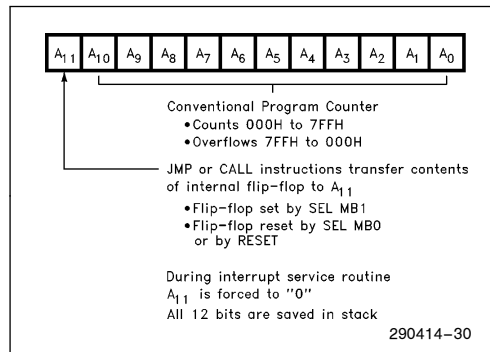 A11 A10 A9 A8 A7 A6 A5 A4 A3 A2 A1 A0
Conventional Program Counter
•Counts 000H to 7FFH
•Overflows 7FFH to 000H
JMP or CALL instructions transfer contents
of internal flip-flop to A11
•Flip-flop set by SEL MB1
•Flip-flop reset by SEL MB0
or by RESET
During interrupt service routine
A11 is forced to "0"
All 12 bits are saved in stack
290414-30